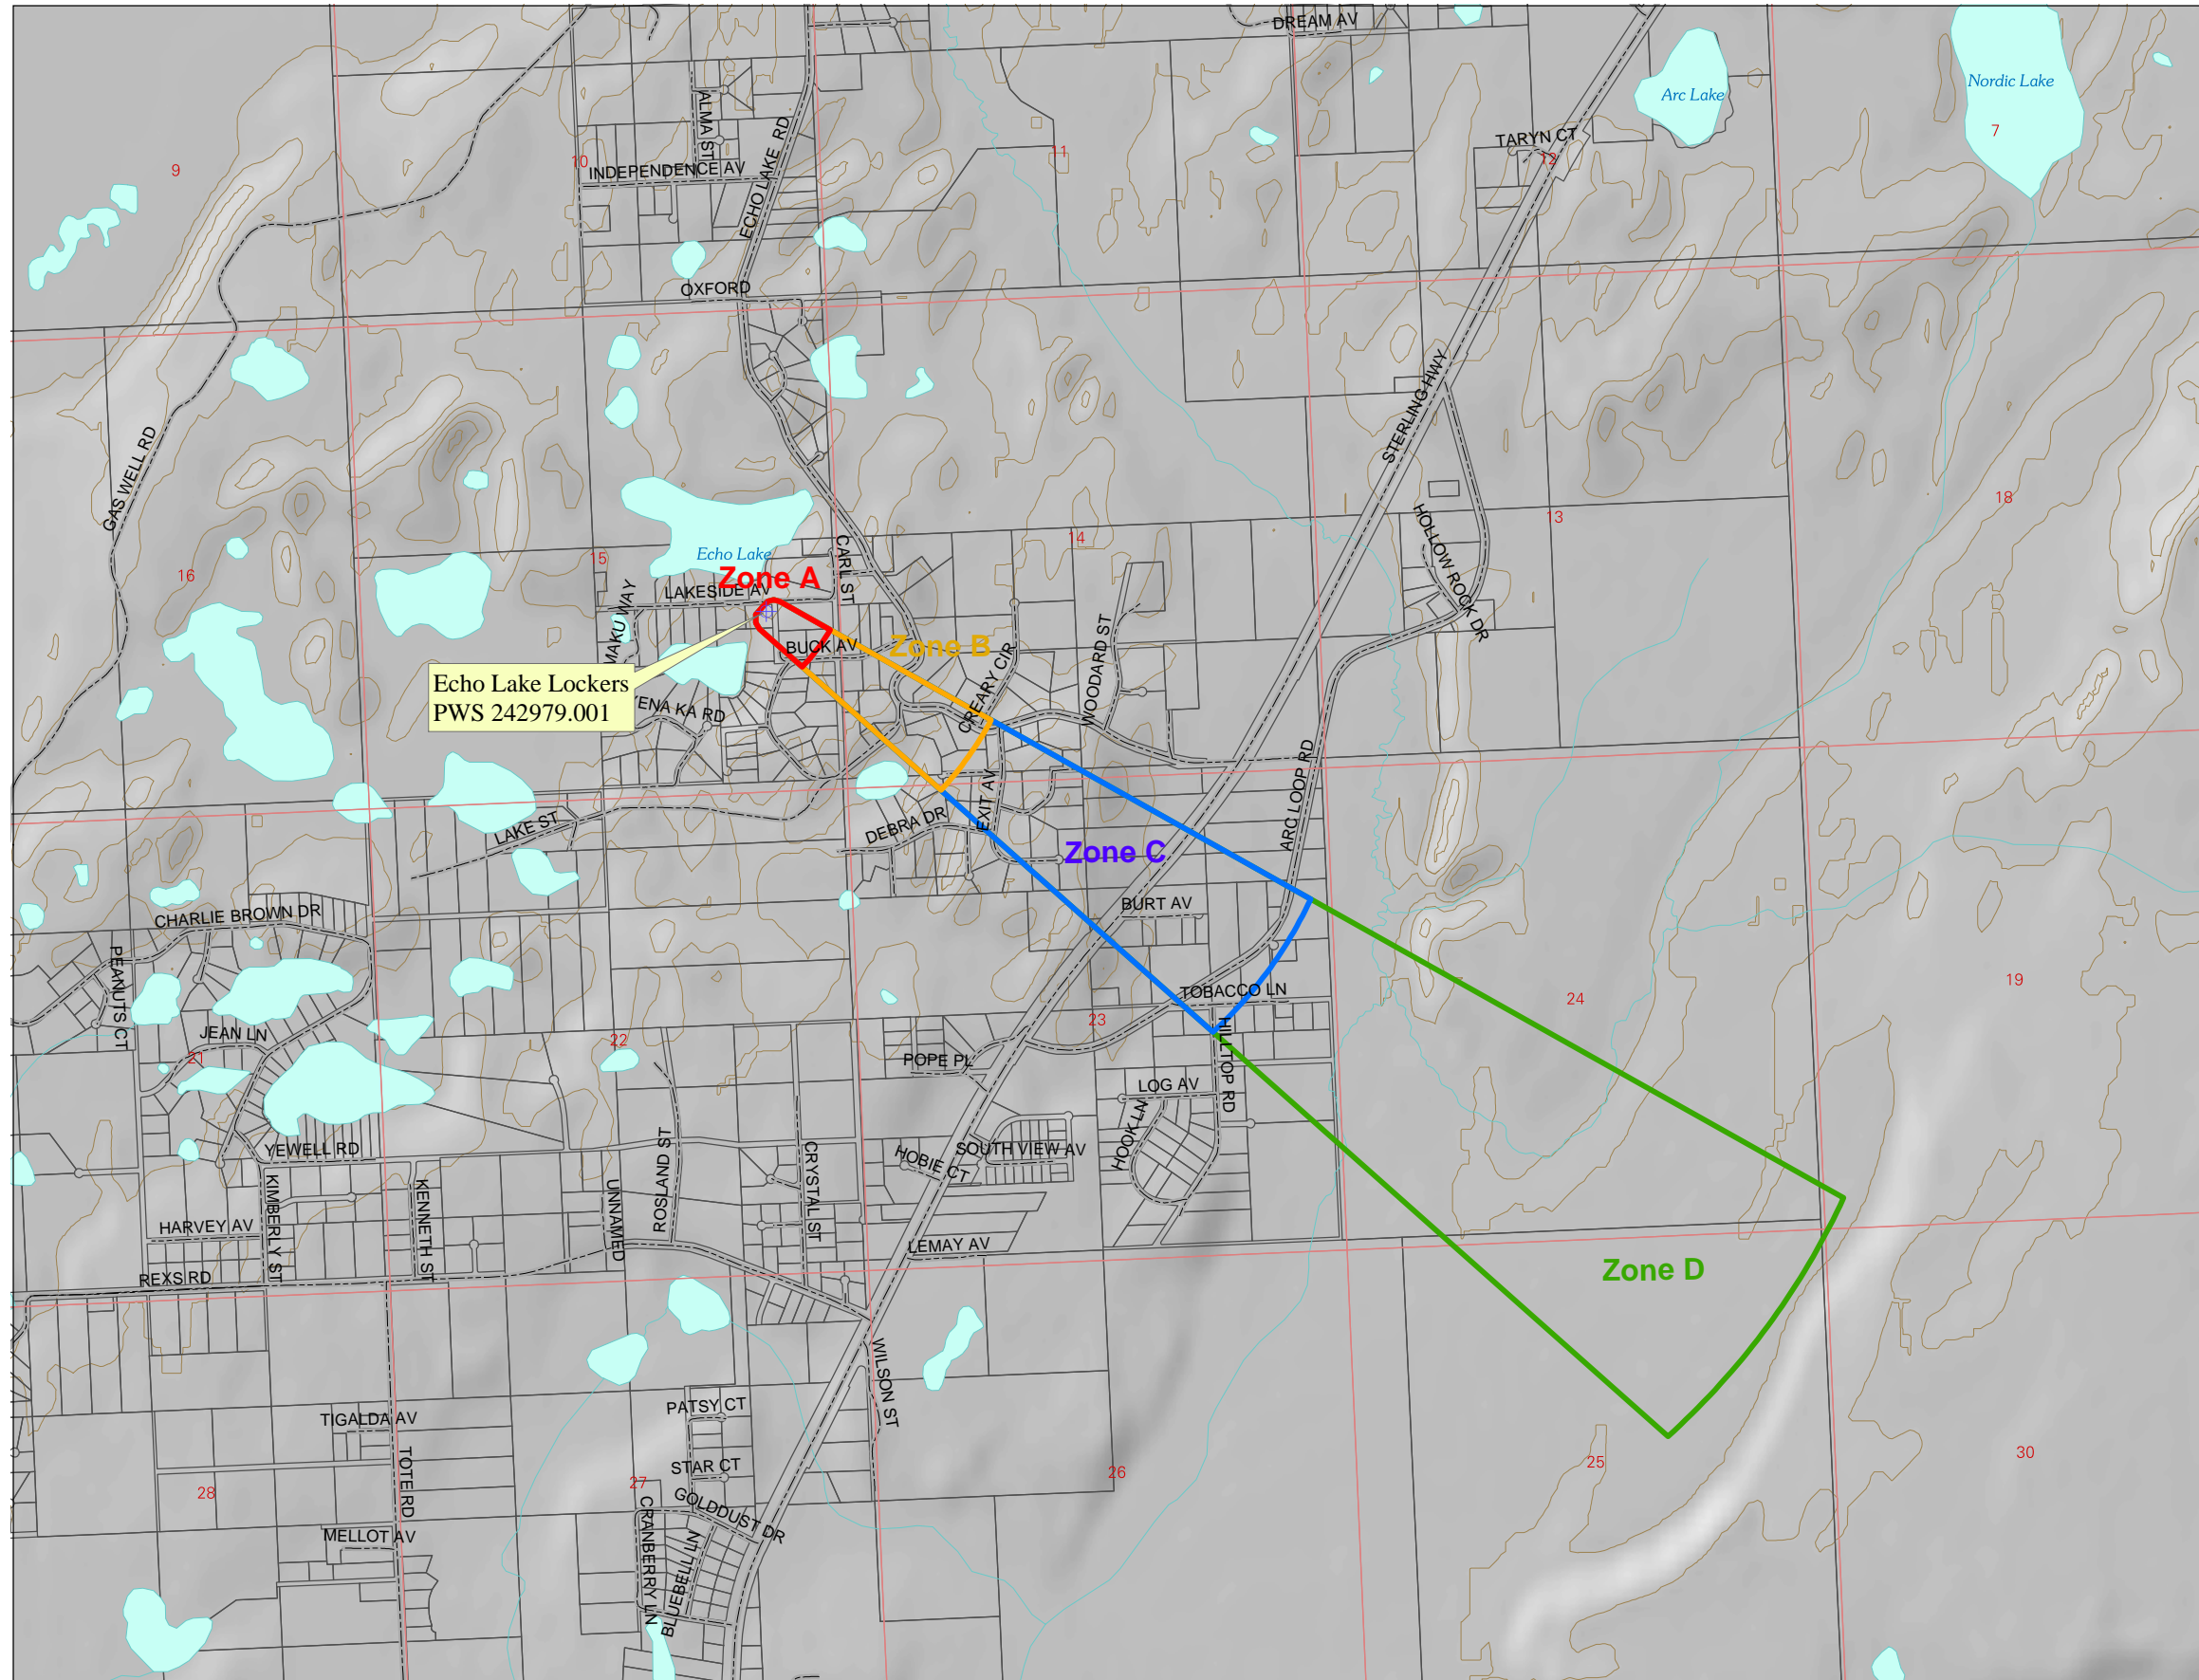 DREAM AV
Nordic Lake
Arc Lake
7
TARYN CT
12
ALMA ST
ECHO LAKE RD
11
10
9
INDEPENDENCE AV
OXFORD
STERLING HWY
GAS WELL RD
18
13
HOLLOW ROCK DR
14
Echo Lake
CARL ST
15
16
Zone A
LAKESIDE AV
MAKU WAY
BUCK AV
Zone B
CREARY CIR
WOODARD ST
Echo Lake Lockers
PWS 242979.001
ENA KA RD
EXIT AV
ARC LOOP RD
LAKE ST
DEBRA DR
Zone C
BURT AV
CHARLIE BROWN DR
PEANUTS CT
19
24
TOBACCO LN
23
JEAN LN
22
21
POPE PL
HILLTOP RD
LOG AV
HOOK LN
SOUTH VIEW AV
HOBIE CT
YEWELL RD
ROSLAND ST
CRYSTAL ST
KIMBERLY ST
KENNETH ST
UNNAMED
HARVEY AV
LEMAY AV
Zone D
REXS RD
WILSON ST
PATSY CT
TIGALDA AV
30
25
26
STAR CT
TOTE RD
27
28
GOLDDUST DR
MELLOT AV
CRANBERRY LN
BLUEBELL LN